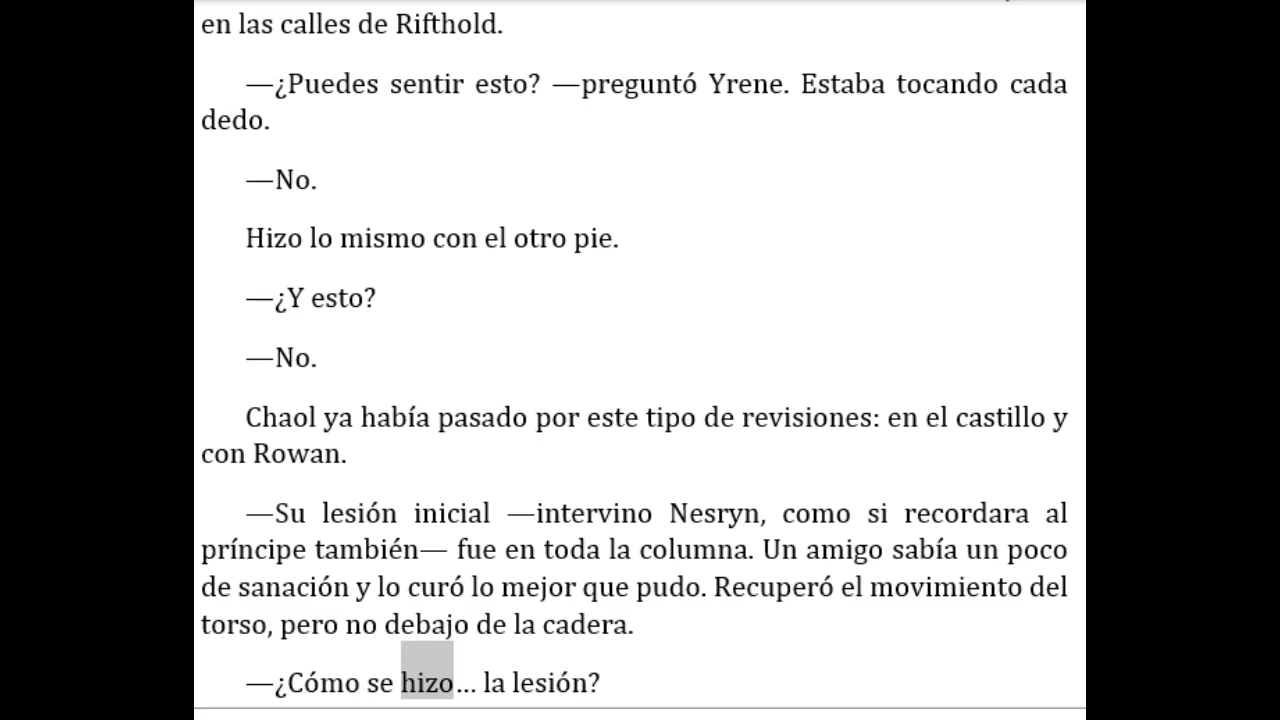 en las calles de Rifthold.
—¿Puedes sentir esto? —preguntó Yrene. Estaba tocando cada
dedo.
—No.
Hizo lo mismo con el otro pie.
—¿Y esto?
—No.
Chaol ya había pasado por este tipo de revisiones: en el castillo y
con Rowan.
—Su lesión inicial —intervino Nesryn, como si recordara al
príncipe también— fue en toda la columna. Un amigo sabía un poco
de sanación y lo curó lo mejor que pudo. Recuperó el movimiento del
torso, pero no debajo de la cadera.
—¿Cómo se hizo... la lesión?